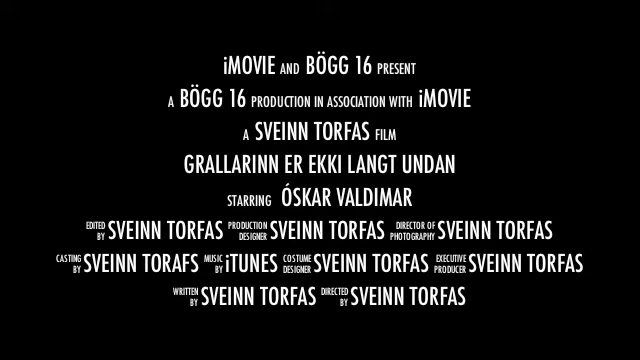 iMOVIE AND BÖGG 16 PRESENT
A BÖGG 16 PRODUCTION IN ASSOCIATION WITH iMOVIE
A SVEINN TORFAS FILM
GRALLARINN ER EKKI LANGT UNDAN
STARRING ÓSKAR VALDIMAR
EDITED BY SVEINN TORFAS PRODUCTION DESIGNER SVEINN TORFAS DIRECTOR OF PHOTOGRAPHY SVEINN TORFAS
CASTING BY SVEINN TORAFS MUSIC BY iTUNES COSTUME DESIGNER SVEINN TORFAS EXECUTIVE PRODUCER SVEINN TORFAS
WRITTEN BY SVEINN TORFAS DIRECTED BY SVEINN TORFAS